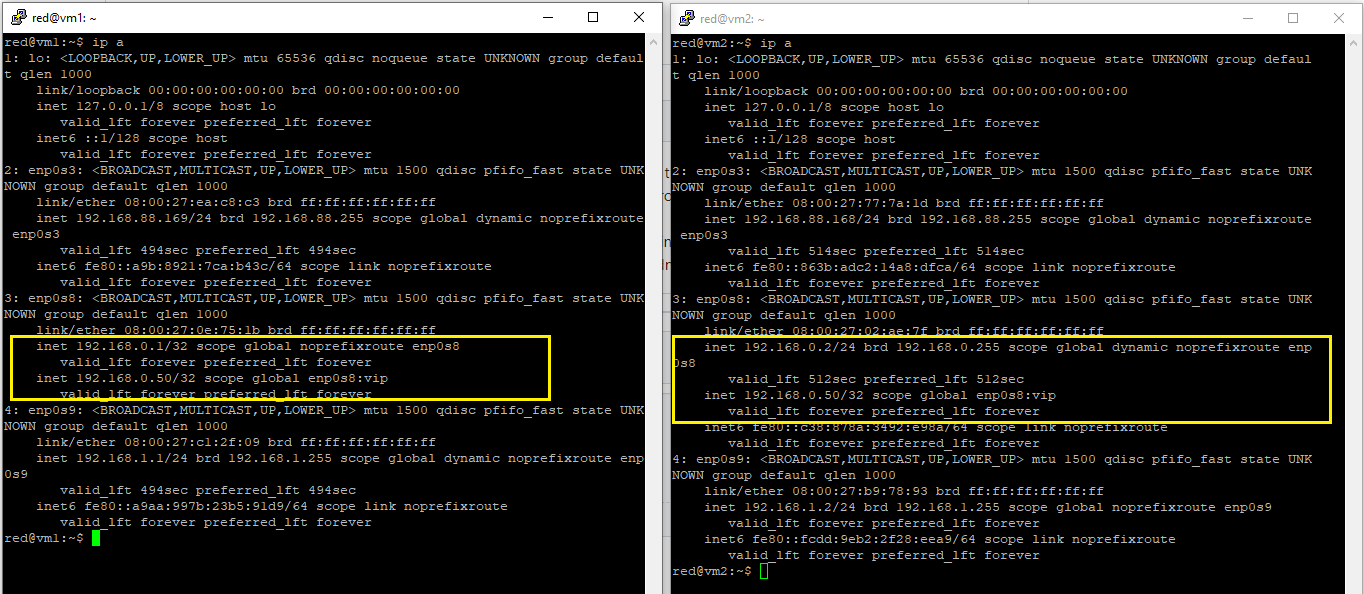 red@vm1: ~
red@vm1:~$ ip a
1: lo: <LOOPBACK,UP,LOWER_UP> mtu 65536 qdisc noqueue state UNKNOWN group defaul
t qlen 1000
    link/loopback 00:00:00:00:00:00 brd 00:00:00:00:00:00
    inet 127.0.0.1/8 scope host lo
       valid_lft forever preferred_lft forever
    inet6 ::1/128 scope host
       valid_lft forever preferred_lft forever
2: enp0s3: <BROADCAST,MULTICAST,UP,LOWER_UP> mtu 1500 qdisc pfifo_fast state UNK
NOWN group default qlen 1000
    link/ether 08:00:27:ea:c8:c3 brd ff:ff:ff:ff:ff:ff
    inet 192.168.88.169/24 brd 192.168.88.255 scope global dynamic noprefixroute
 enp0s3
       valid_lft 494sec preferred_lft 494sec
    inet6 fe80::a9b:8921:7ca:b43c/64 scope link noprefixroute
       valid_lft forever preferred_lft forever
3: enp0s8: <BROADCAST,MULTICAST,UP,LOWER_UP> mtu 1500 qdisc pfifo_fast state UNK
NOWN group default qlen 1000
    link/ether 08:00:27:0e:75:1b brd ff:ff:ff:ff:ff:ff
    inet 192.168.0.1/32 scope global noprefixroute enp0s8
       valid_lft forever preferred_lft forever
    inet 192.168.0.50/32 scope global enp0s8:vip
       valid_lft forever preferred_lft forever
4: enp0s9: <BROADCAST,MULTICAST,UP,LOWER_UP> mtu 1500 qdisc pfifo_fast state UNK
NOWN group default qlen 1000
    link/ether 08:00:27:c1:2f:09 brd ff:ff:ff:ff:ff:ff
    inet 192.168.1.1/24 brd 192.168.1.255 scope global dynamic noprefixroute enp
0s9
       valid_lft 494sec preferred_lft 494sec
    inet6 fe80::a9aa:997b:23b5:91d9/64 scope link noprefixroute
       valid_lft forever preferred_lft forever
red@vm1:~$
red@vm2: ~
red@vm2:~$ ip a
1: lo: <LOOPBACK,UP,LOWER_UP> mtu 65536 qdisc noqueue state UNKNOWN group defaul
t qlen 1000
    link/loopback 00:00:00:00:00:00 brd 00:00:00:00:00:00
    inet 127.0.0.1/8 scope host lo
       valid_lft forever preferred_lft forever
    inet6 ::1/128 scope host
       valid_lft forever preferred_lft forever
2: enp0s3: <BROADCAST,MULTICAST,UP,LOWER_UP> mtu 1500 qdisc pfifo_fast state UNK
NOWN group default qlen 1000
    link/ether 08:00:27:77:7a:1d brd ff:ff:ff:ff:ff:ff
    inet 192.168.88.168/24 brd 192.168.88.255 scope global dynamic noprefixroute
 enp0s3
       valid_lft 514sec preferred_lft 514sec
    inet6 fe80::863b:adc2:14a8:dfca/64 scope link noprefixroute
       valid_lft forever preferred_lft forever
3: enp0s8: <BROADCAST,MULTICAST,UP,LOWER_UP> mtu 1500 qdisc pfifo_fast state UNK
NOWN group default qlen 1000
    link/ether 08:00:27:02:ae:7f brd ff:ff:ff:ff:ff:ff
    inet 192.168.0.2/24 brd 192.168.0.255 scope global dynamic noprefixroute enp
0s8
       valid_lft 512sec preferred_lft 512sec
    inet 192.168.0.50/32 scope global enp0s8:vip
       valid_lft forever preferred_lft forever
    inet6 fe80::c38:878a:3492:e98a/64 scope link noprefixroute
       valid_lft forever preferred_lft forever
4: enp0s9: <BROADCAST,MULTICAST,UP,LOWER_UP> mtu 1500 qdisc pfifo_fast state UNK
NOWN group default qlen 1000
    link/ether 08:00:27:b9:78:93 brd ff:ff:ff:ff:ff:ff
    inet 192.168.1.2/24 brd 192.168.1.255 scope global noprefixroute enp0s9
       valid_lft forever preferred_lft forever
    inet6 fe80::fcdd:9eb2:2f28:eea9/64 scope link noprefixroute
       valid_lft forever preferred_lft forever
red@vm2:~$